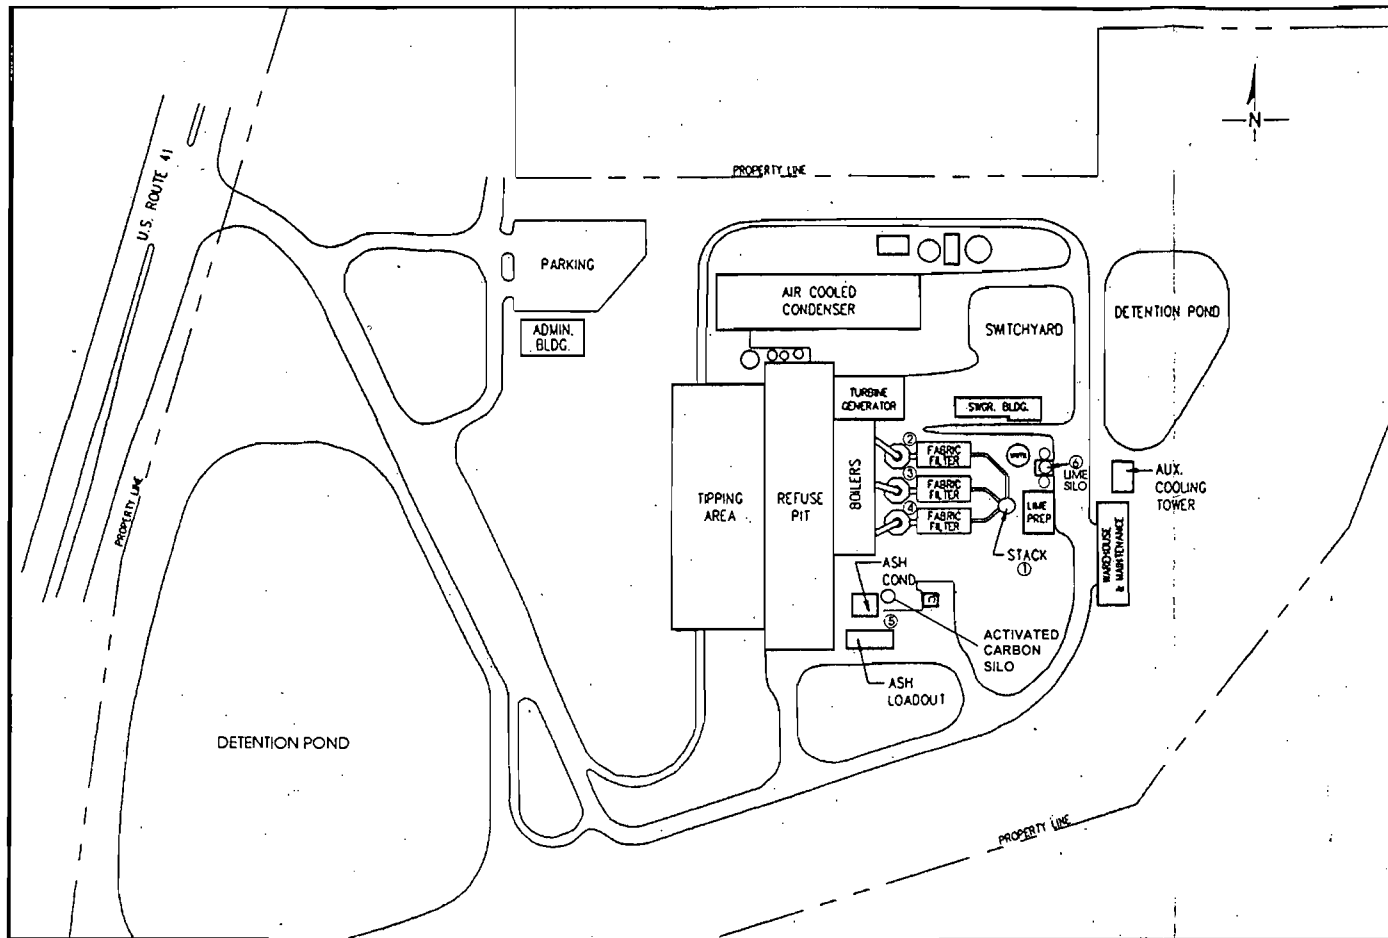 N
PROPERTY LINE
U.S. ROUTE 41
PARKING
AIR COOLED
CONDENSER
DETENTION POND
SWITCHYARD
ADMIN.
BLDG.
TURBINE
GENERATOR
SWGR. BLDG.
TIPPING
AREA
REFUSE
PIT
BOILERS
②
FABRIC
FILTER
③
FABRIC
FILTER
④
FABRIC
FILTER
⑥
LIME
SILO
LIME
PREP
AUX.
COOLING
TOWER
WAREHOUSE
& MAINTENANCE
STACK
①
ASH
COND.
⑤
ACTIVATED
CARBON
SILO
ASH
LOADOUT
PROPERTY LINE
DETENTION POND
PROPERTY LINE